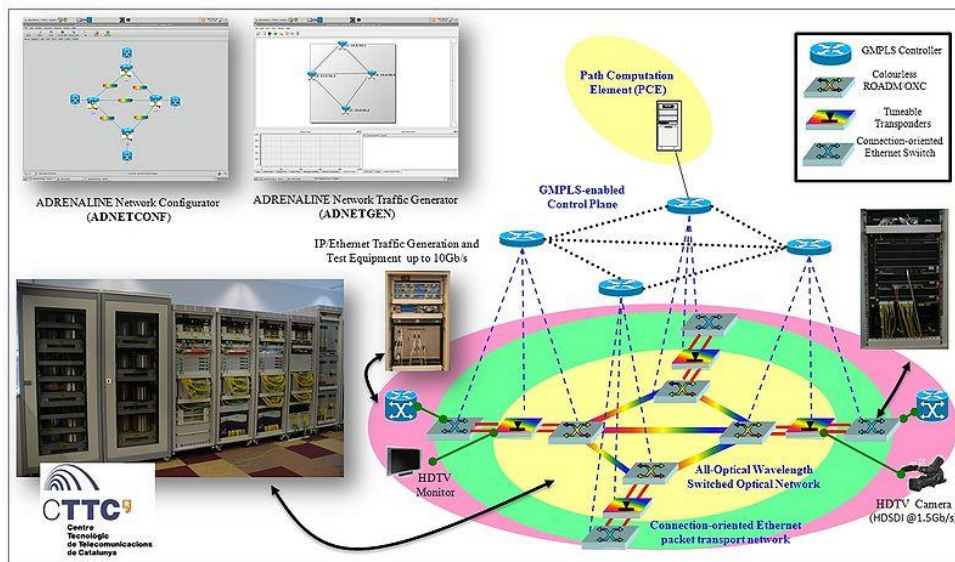 ADRENALINE Network Configurator
(ADNETCONF)
ADRENALINE Network Traffic Generator
(ADNETGEN)
IP/Ethernet Traffic Generation and
Test Equipment up to 10Gb/s
Path Computation
Element (PCE)
GMPLS-enabled
Control Plane
GMPLS Controller
Colourless
ROADM/OXC
Tuneable
Transponders
Connection-oriented
Ethernet Switch
HDTV
Monitor
All-Optical Wavelength
Switched Optical Network
Connection-oriented Ethernet
packet transport network
HDTV Camera
(HDSDI @1.5Gb/s)
CTTC
Centre
Tecnològic
de Telecomunicacions
de Catalunya